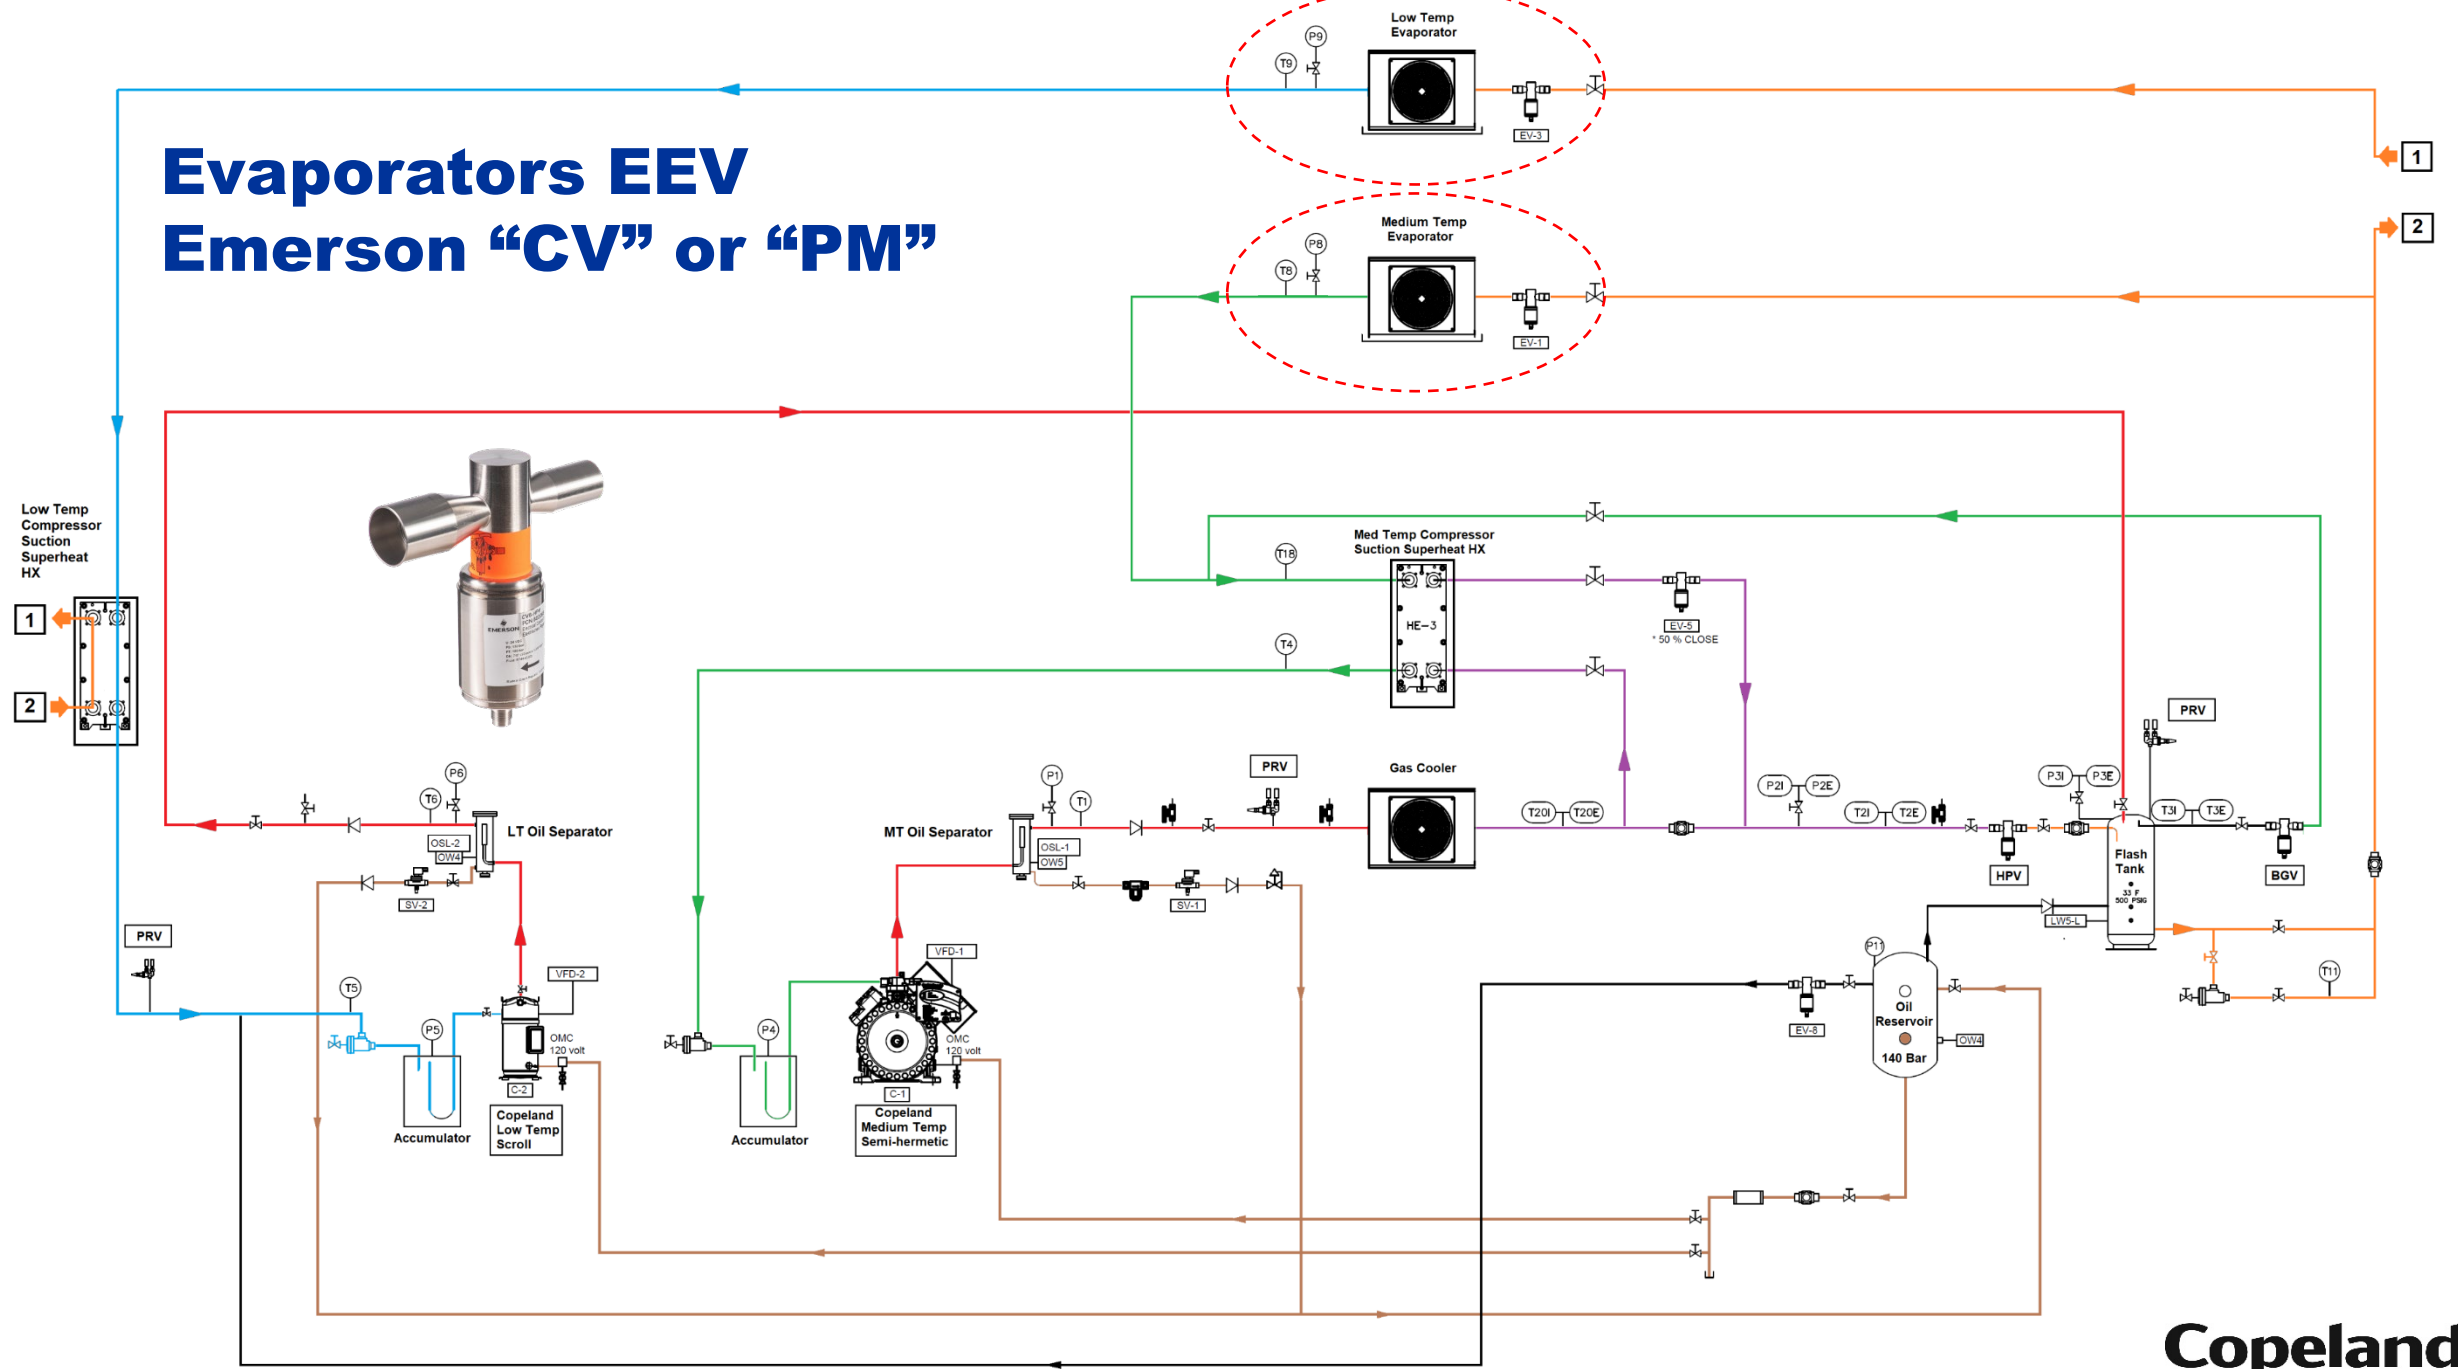 Low Temp
Evaporator
P9
T9
EV-3
1
Evaporators EEV
Emerson “CV” or “PM”
Medium Temp
Evaporator
P8
T8
EV-1
2
Low Temp
Compressor
Suction
Superheat
HX
1
2
EMERSON
Med Temp Compressor
Suction Superheat HX
T18
HE-3
T4
EV-5
* 50 % CLOSE
PRV
P6
T6
LT Oil Separator
OSL-2
OW4
SV-2
P1
T1
MT Oil Separator
OSL-1
OW5
SV-1
PRV
Gas Cooler
T20I
T20E
P2I
P2E
T2I
T2E
HPV
P3I
P3E
T3I
T3E
Flash
Tank
33 F
500 PSIG
BGV
LW5-L
PRV
T5
P5
VFD-2
OMC
120 volt
C-2
Accumulator
Copeland
Low Temp
Scroll
P4
Accumulator
VFD-1
OMC
120 volt
C-1
Copeland
Medium Temp
Semi-hermetic
EV-8
P11
Oil
Reservoir
140 Bar
OW4
T11
Copeland